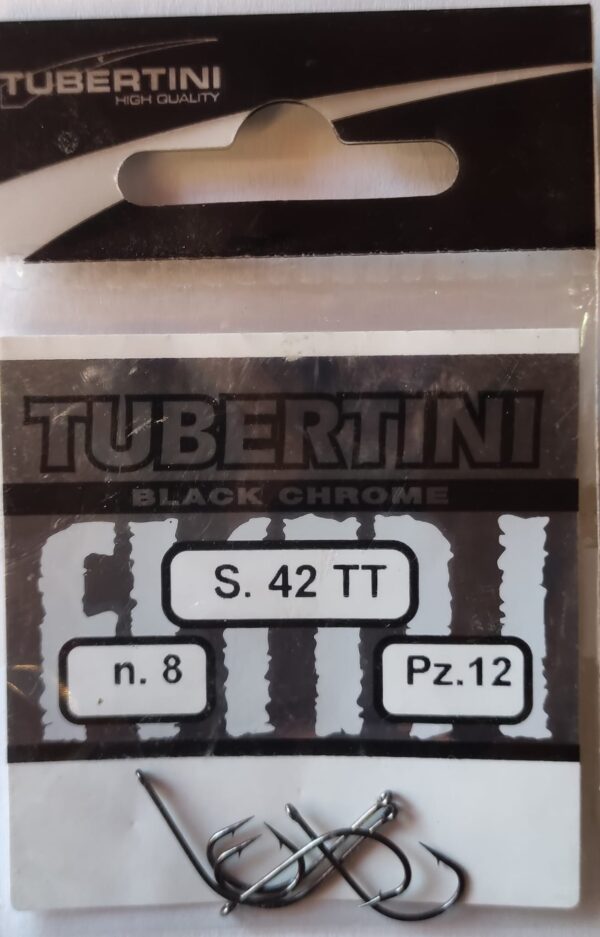 TUBERTINI
HIGH QUALITY
TUBERTINI
BLACK CHROME
S. 42 TT
n. 8
Pz.12